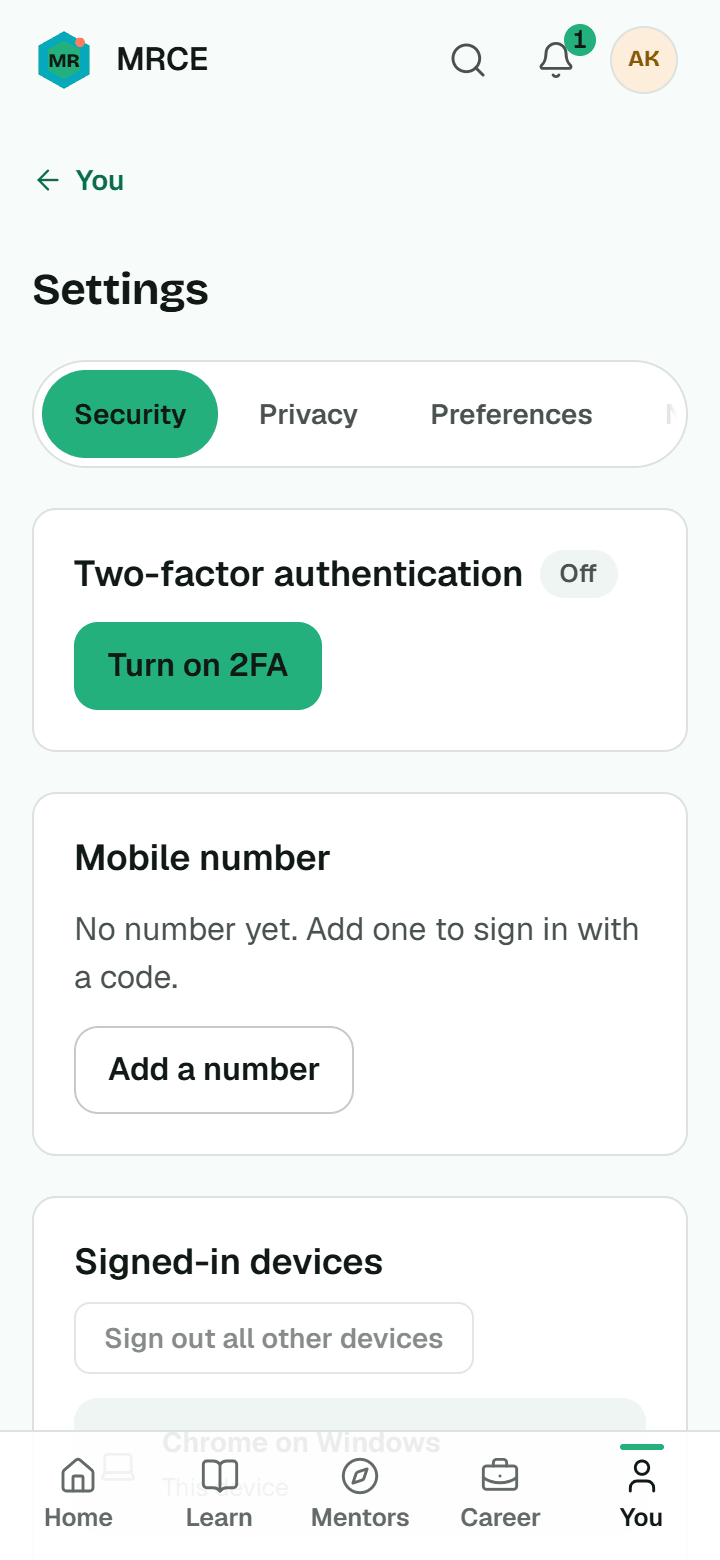 MR
MRCE
1
AK
You
Settings
Security
Privacy
Preferences
Two-factor authentication
Off
Turn on 2FA
Mobile number
No number yet. Add one to sign in with
a code.
Add a number
Signed-in devices
Sign out all other devices
Chrome on Windows
This device
Home
Learn
Mentors
Career
You